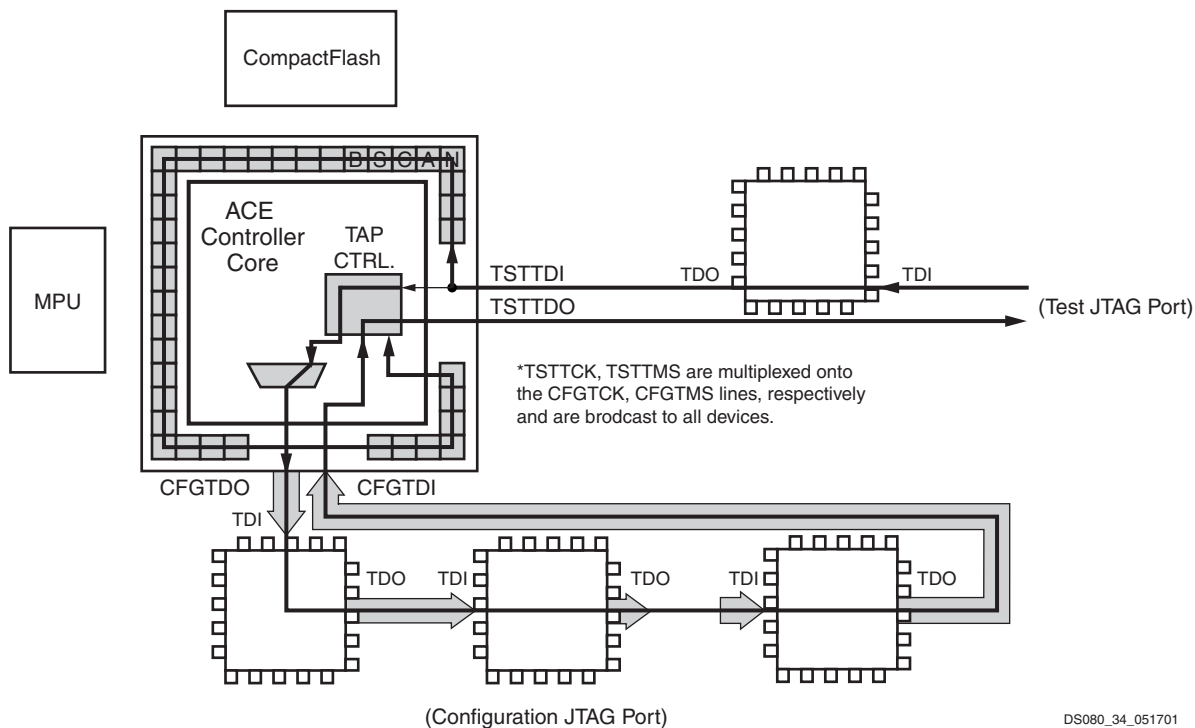 CompactFlash
B S C A N
ACE
Controller
Core
TAP
CTRL.
MPU
TSTTDI
TDO
TDI
TSTTDO
(Test JTAG Port)
*TSTTCK, TSTTMS are multiplexed onto
the CFGTCK, CFGTMS lines, respectively
and are brodcast to all devices.
CFGTDO
CFGTDI
TDI
TDO
TDI
TDO
TDI
TDO
(Configuration JTAG Port)
DS080_34_051701